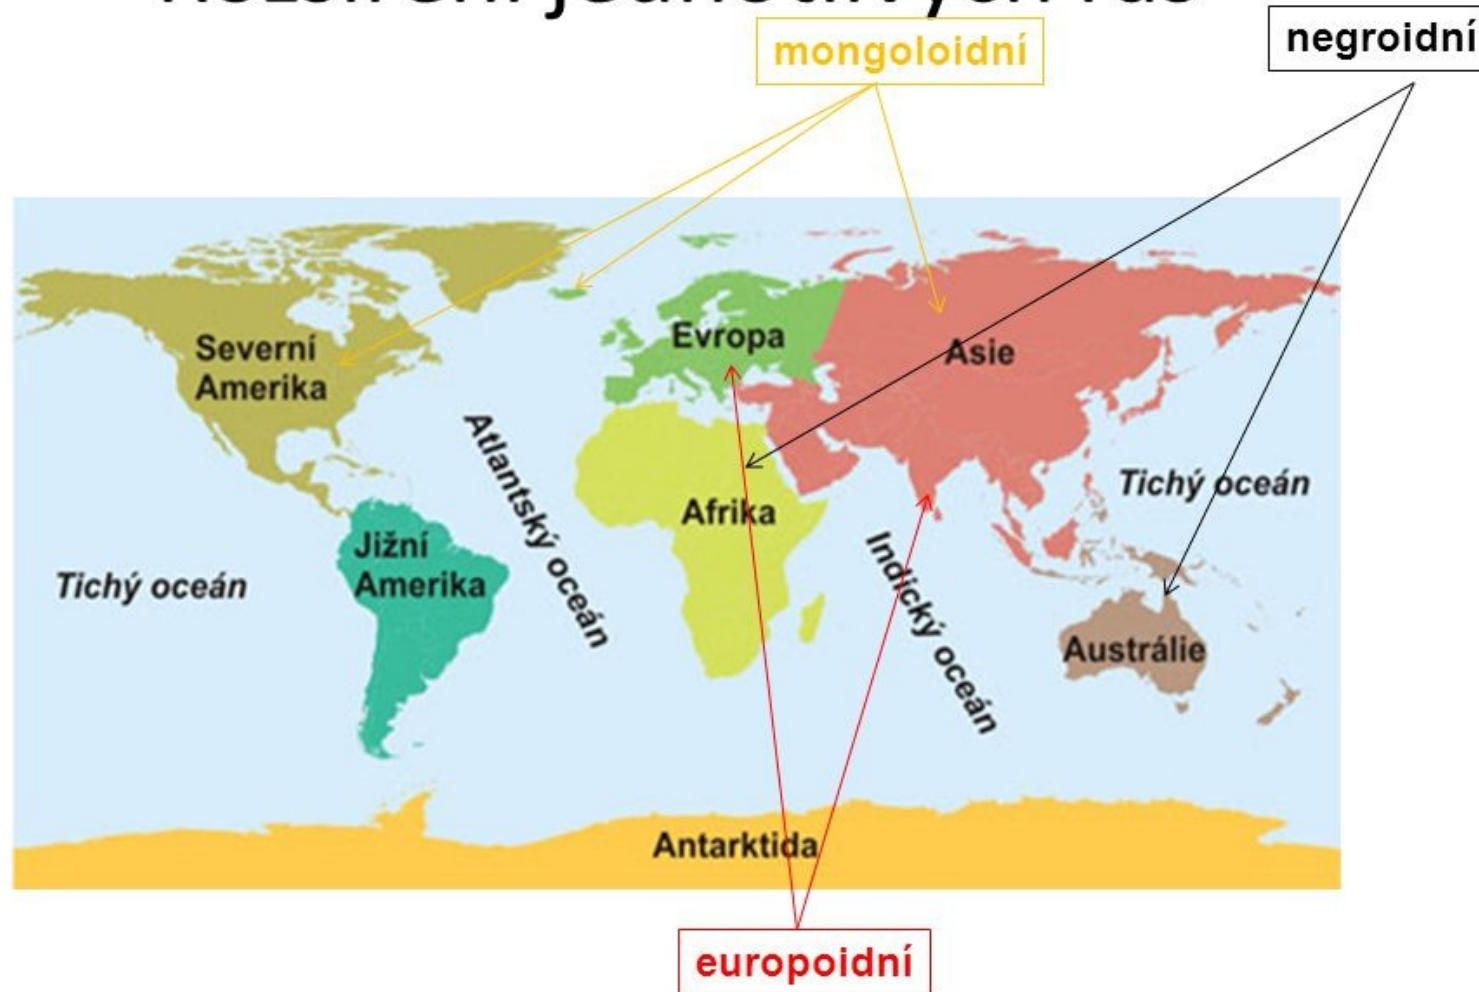 mongoloidní
negroidní
Severní
Amerika
Evropa
Asie
Atlantský oceán
Tichý oceán
Afrika
Jižní
Amerika
Tichý oceán
Indický oceán
Austrálie
Antarktida
europoidní